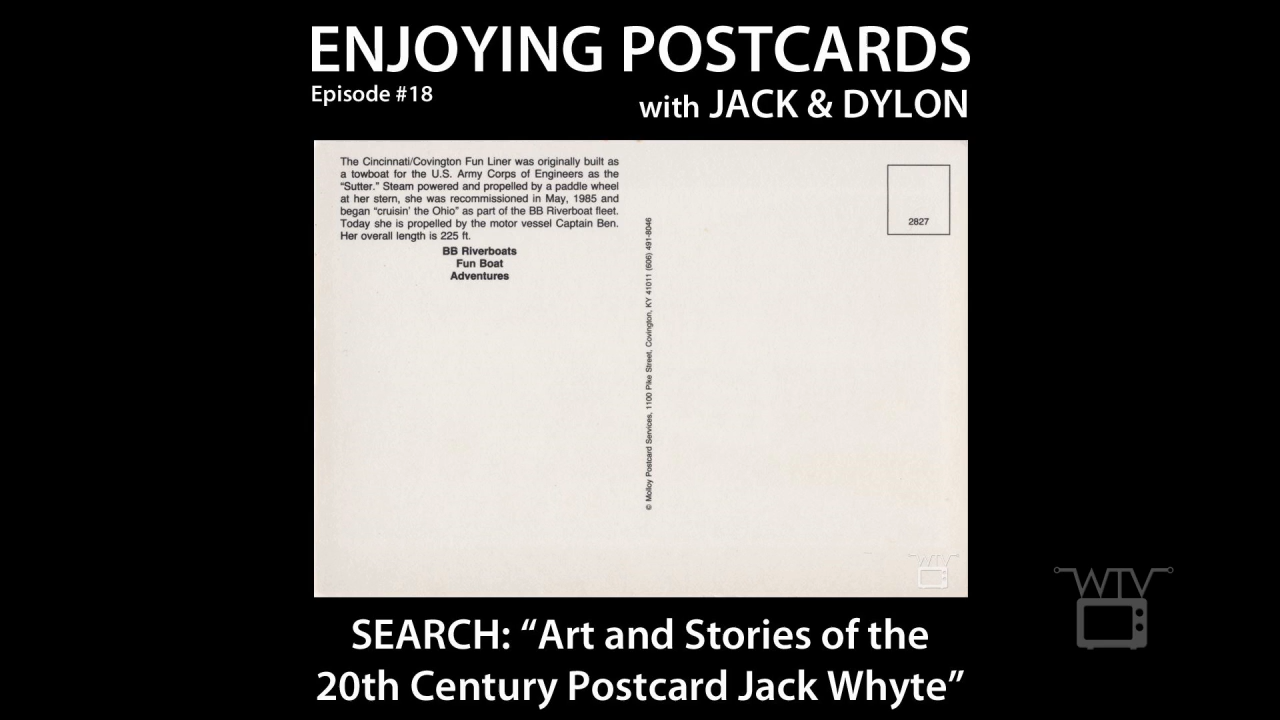 ENJOYING POSTCARDS
Episode #18
with JACK & DYLON
The Cincinnati/Covington Fun Liner was originally built as
a towboat for the U.S. Army Corps of Engineers as the
“Sutter.” Steam powered and propelled by a paddle wheel
at her stern, she was recommissioned in May, 1985 and
began “cruisin’ the Ohio” as part of the BB Riverboat fleet.
Today she is propelled by the motor vessel Captain Ben.
Her overall length is 225 ft.
BB Riverboats
Fun Boat
Adventures
© Molloy Postcard Services, 1100 Pike Street, Covington, KY 41011 (606) 491-8046
2827
WTV
WTV
SEARCH: “Art and Stories of the
20th Century Postcard Jack Whyte”